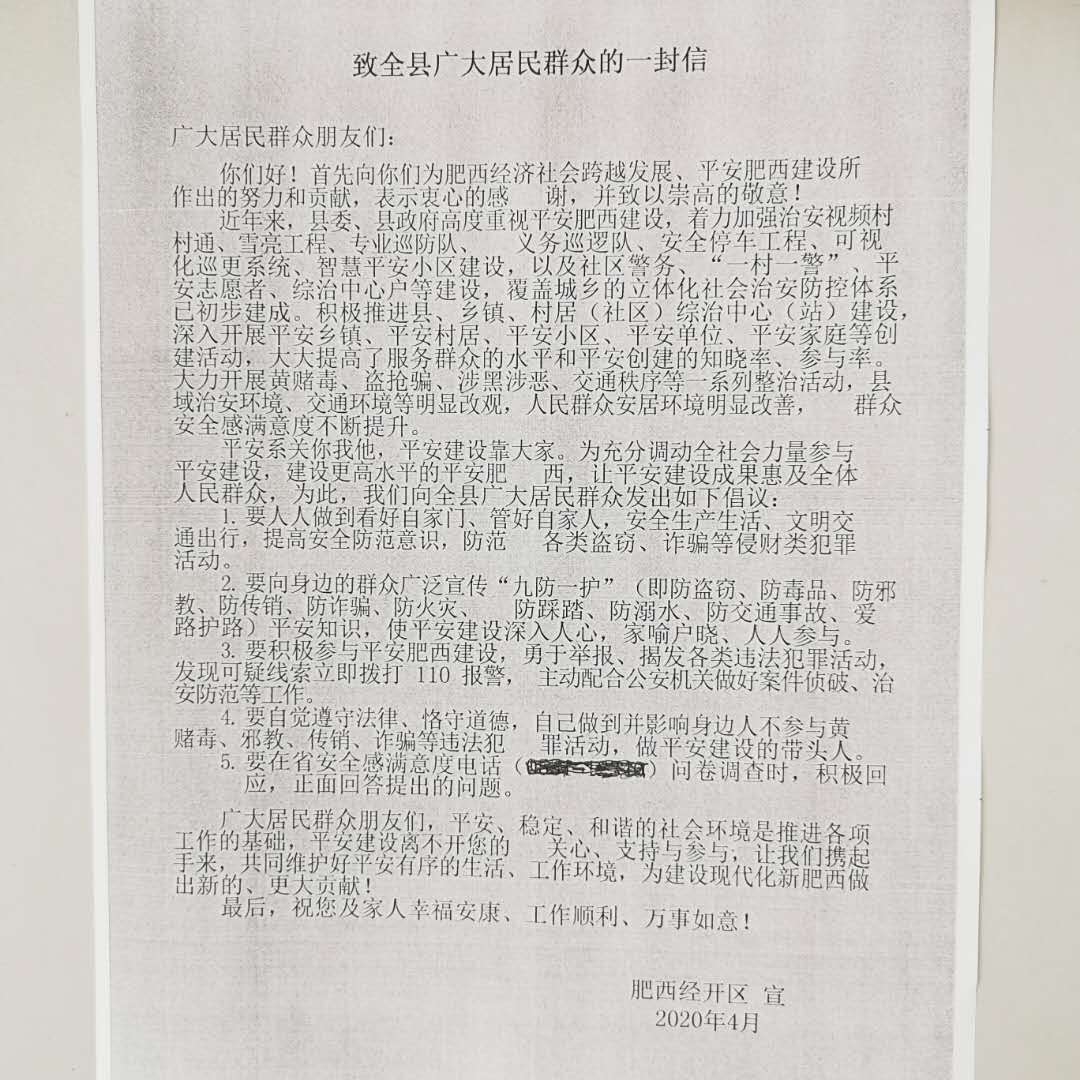 致全县广大居民群众的一封信
广大居民群众朋友们：
你们好！首先向你们为肥西经济社会跨越发展、平安肥西建设所
作出的努力和贡献，表示衷心的感 谢，并致以崇高的敬意！
近年来，县委、县政府高度重视平安肥西建设，着力加强治安视频村
村通、雪亮工程、专业巡防队、 义务巡逻队、安全停车工程、可视
化巡更系统、智慧平安小区建设，以及社区警务、“一村一警”、平
安志愿者、综治中心户等建设，覆盖城乡的立体化社会治安防控体系
已初步建成。积极推进县、乡镇、村居（社区）综治中心（站）建设，
深入开展平安乡镇、平安村居、平安小区、平安单位、平安家庭等创
建活动，大大提高了服务群众的水平和平安创建的知晓率、参与率。
大力开展黄赌毒、盗抢骗、涉黑涉恶、交通秩序等一系列整治活动，县
域治安环境、交通环境等明显改观，人民群众安居环境明显改善， 群众
安全感满意度不断提升。
平安系关你我他，平安建设靠大家。为充分调动全社会力量参与
平安建设，建设更高水平的平安肥 西，让平安建设成果惠及全体
人民群众，为此，我们向全县广大居民群众发出如下倡议：
1. 要人人做到看好自家门、管好自家人，安全生产生活、文明交
通出行，提高安全防范意识，防范 各类盗窃、诈骗等侵财类犯罪
活动。
2. 要向身边的群众广泛宣传“九防一护”（即防盗窃、防毒品、防邪
教、防传销、防诈骗、防火灾、 防踩踏、防溺水、防交通事故、爱
路护路）平安知识，使平安建设深入人心，家喻户晓、人人参与。
3. 要积极参与平安肥西建设，勇于举报、揭发各类违法犯罪活动，
发现可疑线索立即拨打 110 报警， 主动配合公安机关做好案件侦破、治
安防范等工作。
4. 要自觉遵守法律、恪守道德，自己做到并影响身边人不参与黄
赌毒、邪教、传销、诈骗等违法犯 罪活动，做平安建设的带头人。
5. 要在省安全感满意度电话（）问卷调查时，积极回
应，正面回答提出的问题。
广大居民群众朋友们，平安、稳定、和谐的社会环境是推进各项
工作的基础，平安建设离不开您的 关心、支持与参与，让我们携起
手来，共同维护好平安有序的生活、工作环境，为建设现代化新肥西做
出新的、更大贡献！
最后，祝您及家人幸福安康、工作顺利、万事如意！
肥西经开区 宣
2020年4月